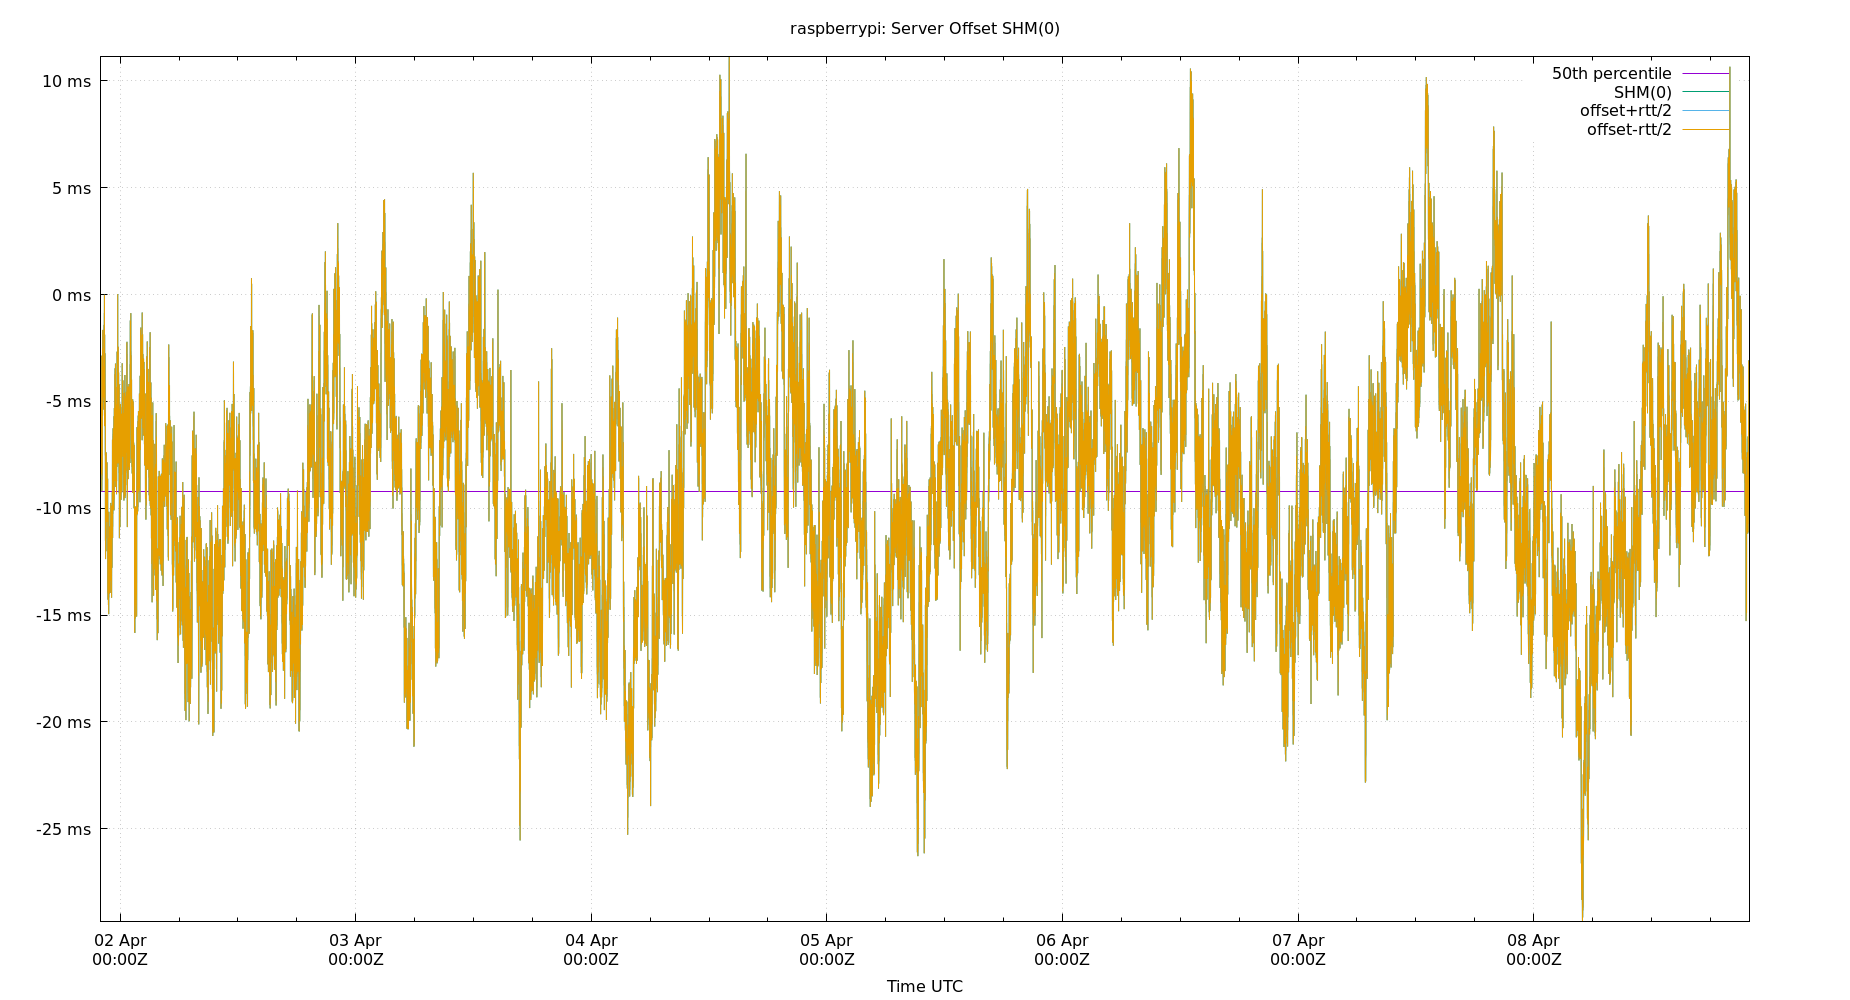 raspberrypi: Server Offset SHM(0)
50th percentile
SHM(0)
offset+rtt/2
offset-rtt/2
10 ms
5 ms
0 ms
-5 ms
-10 ms
-15 ms
-20 ms
-25 ms
02 Apr 03 Apr 04 Apr 05 Apr 06 Apr 07 Apr 08 Apr
00:00Z 00:00Z 00:00Z 00:00Z 00:00Z 00:00Z 00:00Z
Time UTC